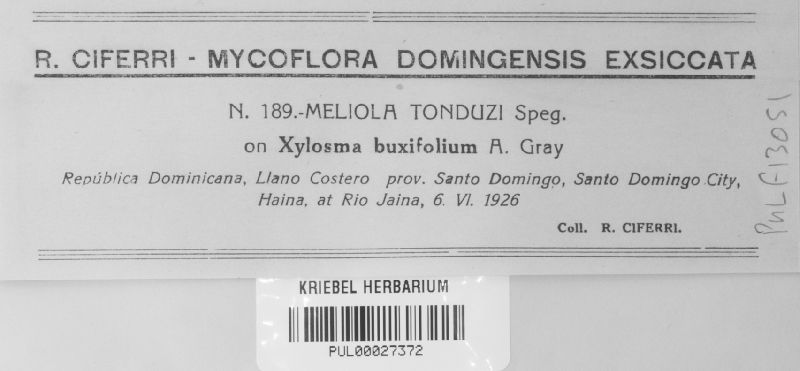 R. CIFERRI - MYCOFLORA DOMINGENSIS EXSICCATA
N. 189.-MELIOLA TONDUZI Speg.
on Xylosma buxifolium A. Gray
República Dominicana, Llano Costero prov. Santo Domingo, Santo Domingo City,
Haina, at Rio Jaina, 6. VI. 1926
Coll. R. CIFERRI.
PUL F13051
KRIEBEL HERBARIUM
PUL00027372